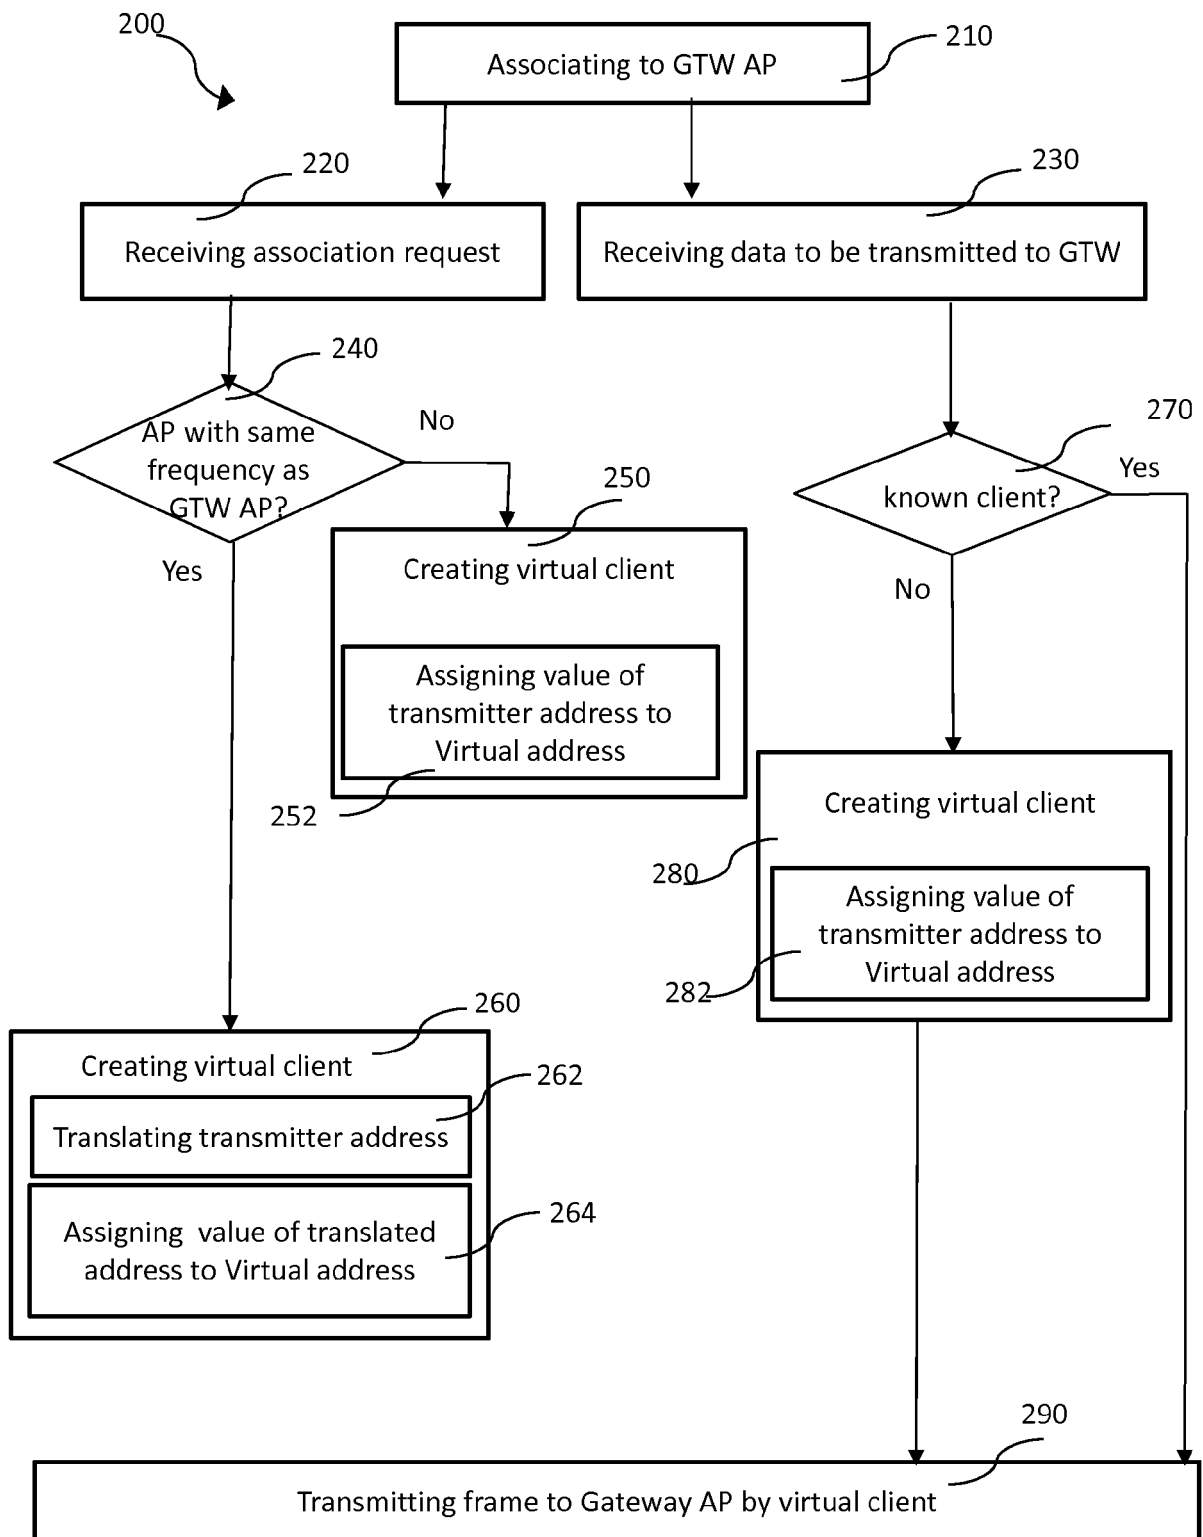 200
210
Associating to GTW AP
220
230
Receiving association request
Receiving data to be transmitted to GTW
240
270
AP with same
frequency as
GTW AP?
No
Yes
known client?
Yes
No
250
Creating virtual client
Assigning value of
transmitter address to
Virtual address
252
Creating virtual client
280
Assigning value of
transmitter address to
Virtual address
282
260
Creating virtual client
262
Translating transmitter address
264
Assigning value of translated
address to Virtual address
290
Transmitting frame to Gateway AP by virtual client